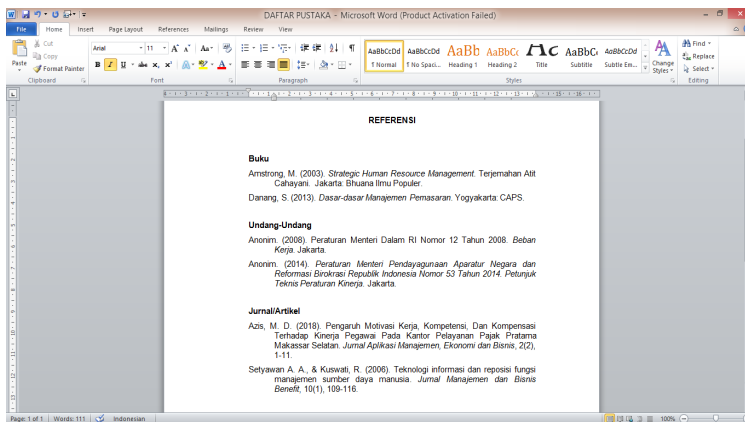 DAFTAR PUSTAKA - Microsoft Word (Product Activation Failed)
File Home Insert Page Layout References Mailings Review View
Paste
Cut
Copy
Format Painter
Clipboard
Arial 11
Font
Paragraph
AaBbCcDd AaBbCcDd AaBb AaBbCc AaBbCc AaBbCcDd
¶ Normal ¶ No Spaci... Heading 1 Heading 2 Title Subtitle Subtle Em...
Change Styles
Styles
Find
Replace
Select
Editing
REFERENSI
Buku
Amstrong, M. (2003). Strategic Human Resource Management. Terjemahan Atit
Cahayani. Jakarta: Bhuana Ilmu Populer.
Danang, S. (2013). Dasar-dasar Manajemen Pemasaran. Yogyakarta: CAPS.
Undang-Undang
Anonim. (2008). Peraturan Menteri Dalam RI Nomor 12 Tahun 2008. Beban
Kerja. Jakarta.
Anonim. (2014). Peraturan Menteri Pendayagunaan Aparatur Negara dan
Reformasi Birokrasi Republik Indonesia Nomor 53 Tahun 2014. Petunjuk
Teknis Peraturan Kinerja. Jakarta.
Jurnal/Artikel
Azis, M. D. (2018). Pengaruh Motivasi Kerja, Kompetensi, Dan Kompensasi
Terhadap Kinerja Pegawai Pada Kantor Pelayanan Pajak Pratama
Makassar Selatan. Jurnal Aplikasi Manajemen, Ekonomi dan Bisnis, 2(2),
1-11.
Setyawan A. A., & Kuswati, R. (2006). Teknologi informasi dan reposisi fungsi
manajemen sumber daya manusia. Jurnal Manajemen dan Bisnis
Benefit, 10(1), 109-116.
Page: 1 of 1 Words: 111 Indonesian 100%